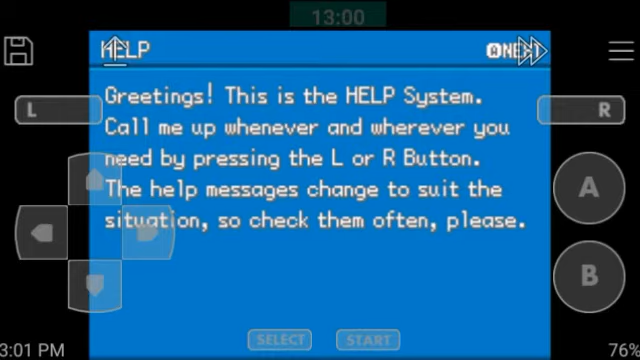 13:00
HELP
A NEXT
L
R
Greetings! This is the HELP System.
Call me up whenever and wherever you
need by pressing the L or R Button.
The help messages change to suit the
situation, so check them often, please.
A
B
SELECT
START
3:01 PM
76%